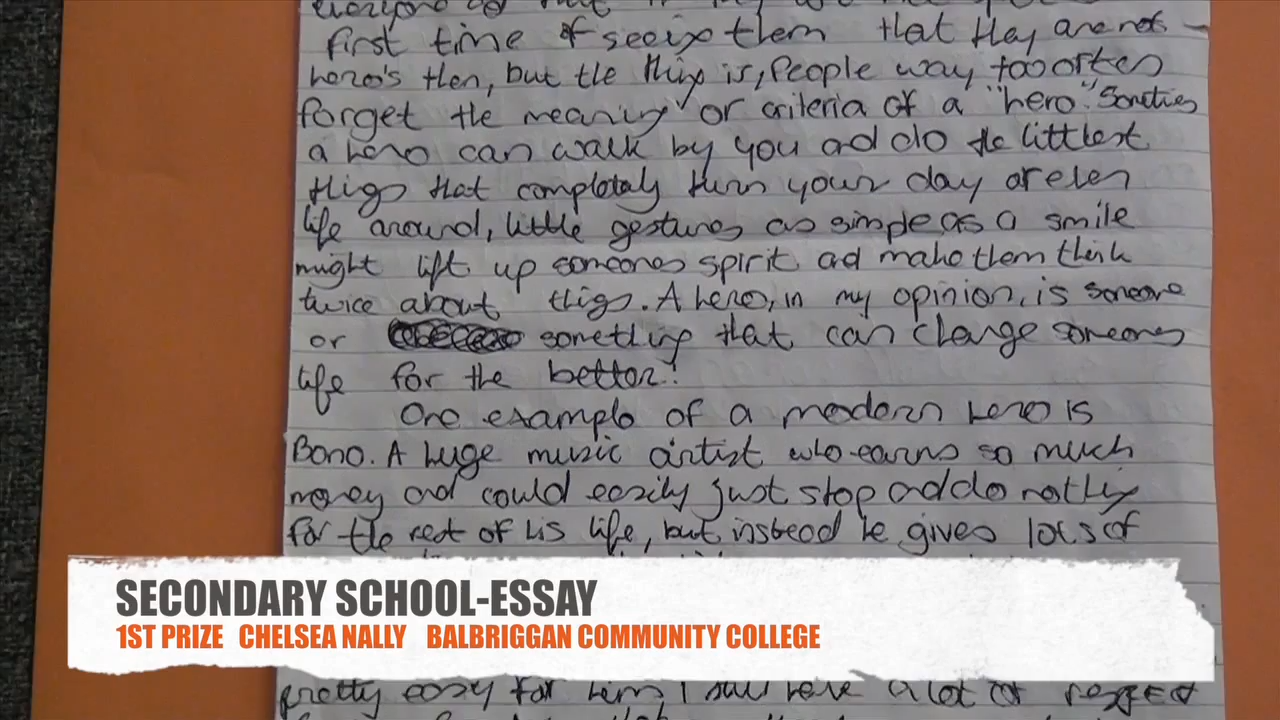 first time of seeing them that they are not
hero's then, but the thing is, People way too often
forget the meaning or criteria of a "hero". Sometimes
a hero can walk by you and do the littlest
things that completely turn your day or even
life around, little gestures as simple as a smile
might lift up someones spirit and make them think
twice about things. A hero, in my opinion, is someone
or something that can change someones
life for the better.
One example of a modern hero is
Bono. A huge music artist who earns so much
money and could easily just stop and do nothing
for the rest of his life, but instead he gives lots of
SECONDARY SCHOOL-ESSAY
1ST PRIZE CHELSEA NALLY BALBRIGGAN COMMUNITY COLLEGE
pretty easy for him I still have a lot of respect